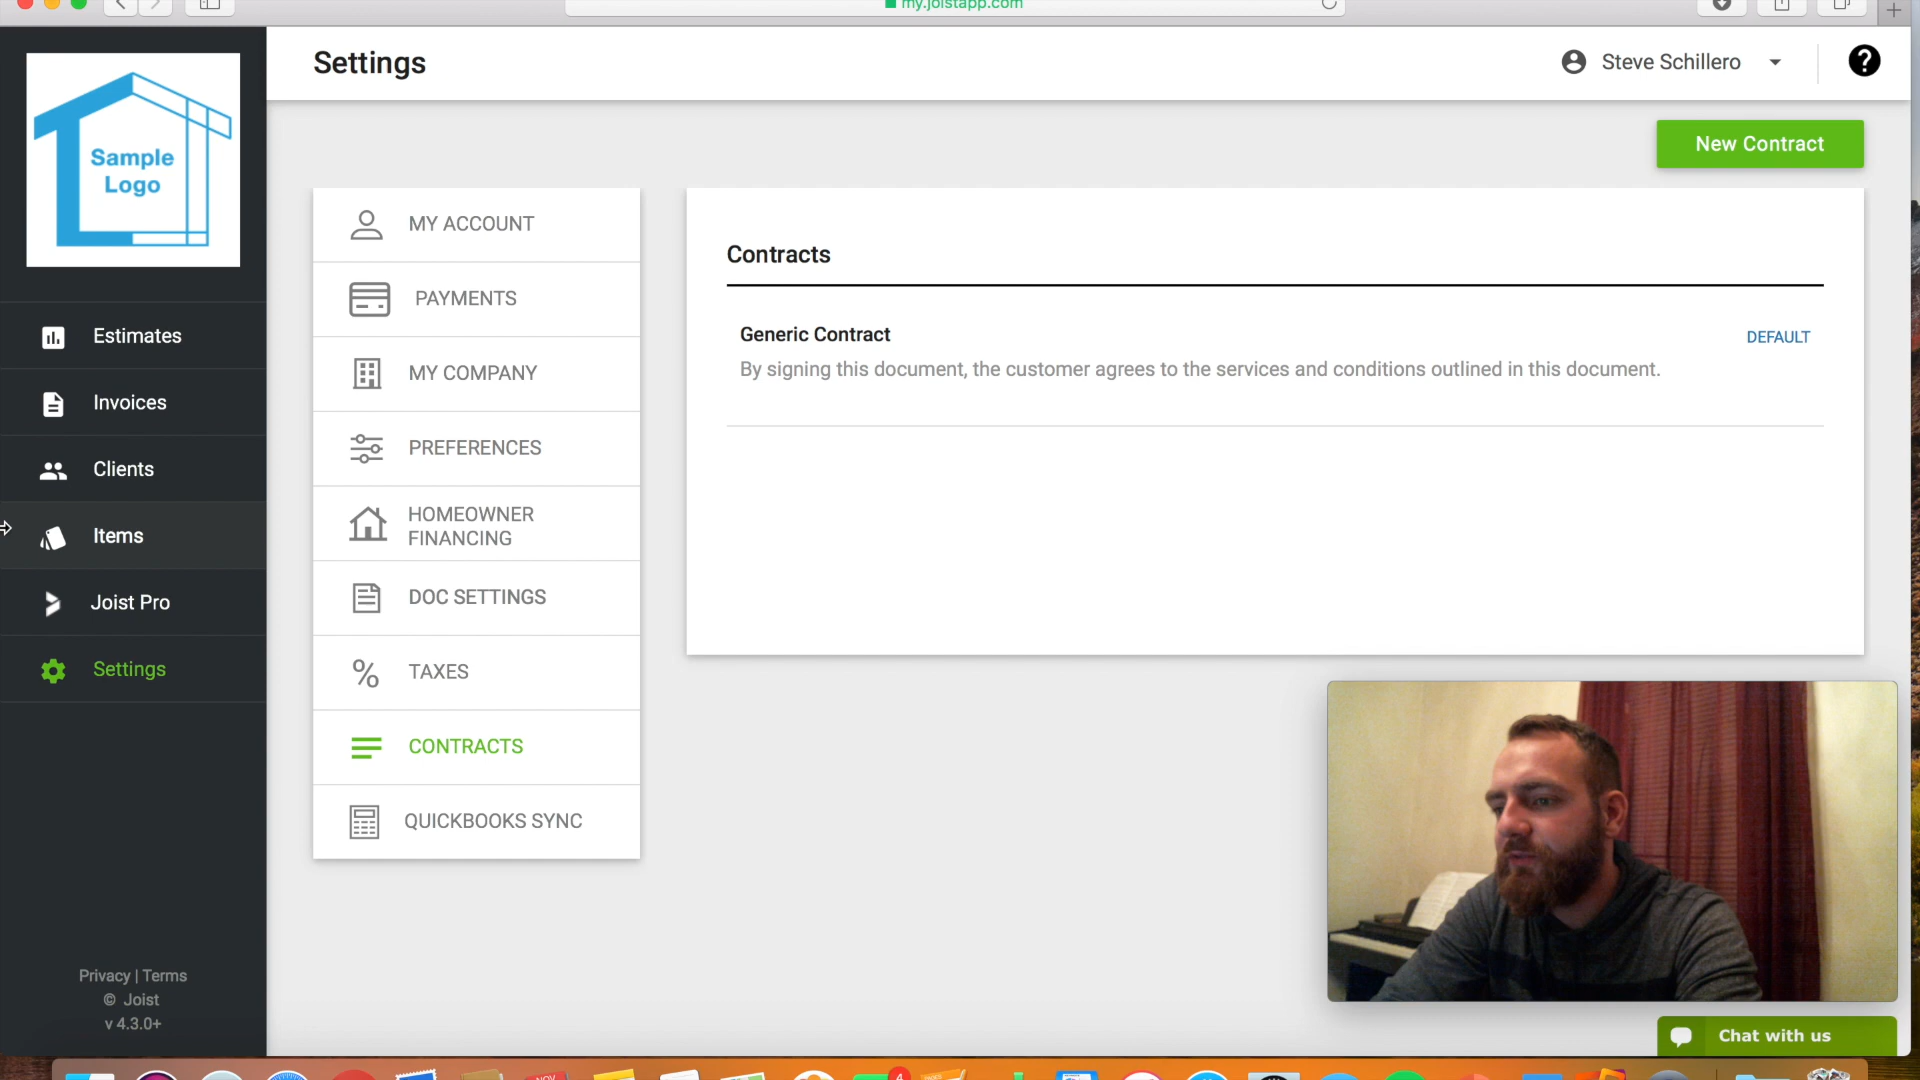 my.joistapp.com
Settings
Steve Schillero
?
New Contract
Sample
Logo
Estimates
Invoices
Clients
Items
Joist Pro
Settings
MY ACCOUNT
PAYMENTS
MY COMPANY
PREFERENCES
HOMEOWNER
FINANCING
DOC SETTINGS
% TAXES
CONTRACTS
QUICKBOOKS SYNC
Contracts
Generic Contract
DEFAULT
By signing this document, the customer agrees to the services and conditions outlined in this document.
Privacy | Terms
© Joist
v 4.3.0+
Chat with us
NOV
4